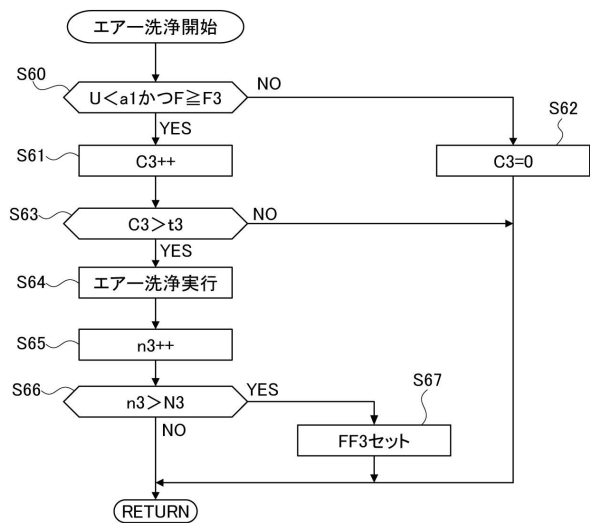 エアー洗浄開始
S60
U<a1かつF≧F3
NO
YES
S62
S61
C3++
C3=0
S63
C3>t3
NO
YES
S64
エアー洗浄実行
S65
n3++
S66
n3>N3
YES
S67
NO
FF3セット
RETURN